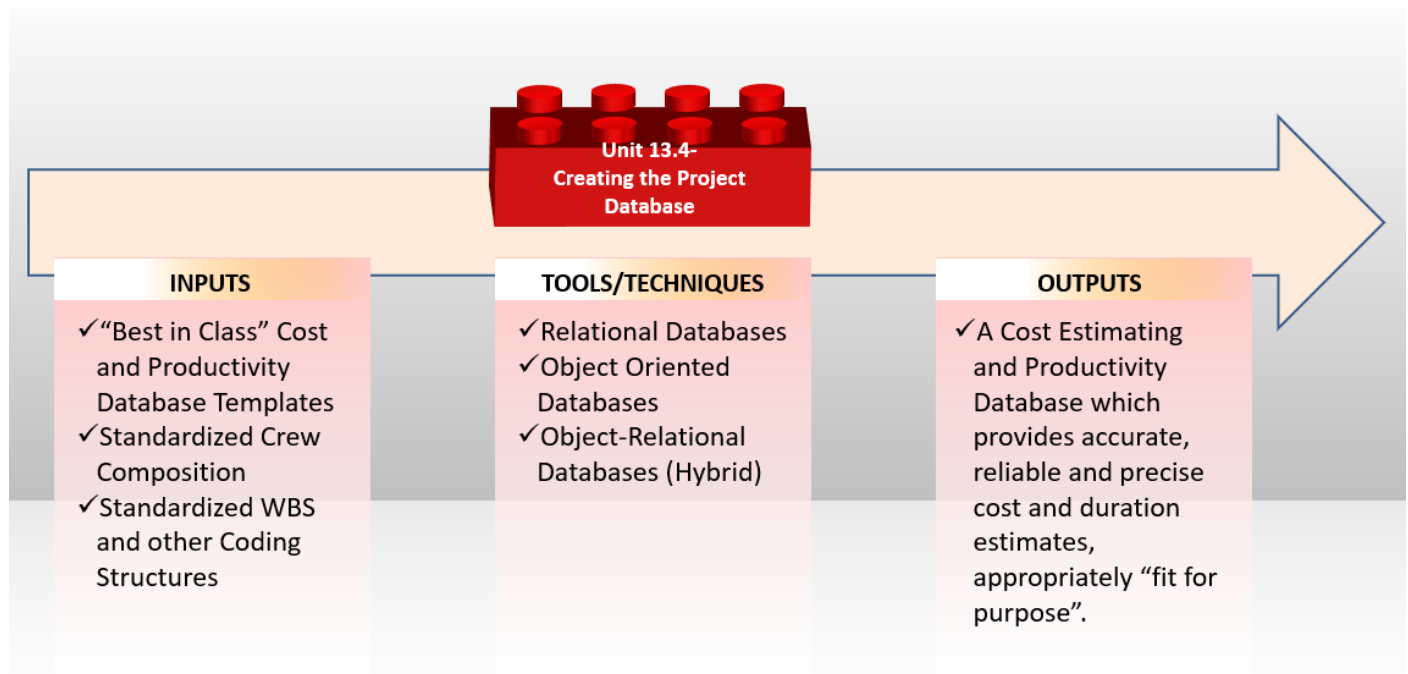 Unit 13.4-
Creating the Project
Database
INPUTS
✓“Best in Class” Cost
and Productivity
Database Templates
✓Standardized Crew
Composition
✓Standardized WBS
and other Coding
Structures
TOOLS/TECHNIQUES
✓Relational Databases
✓Object Oriented
Databases
✓Object-Relational
Databases (Hybrid)
OUTPUTS
✓A Cost Estimating
and Productivity
Database which
provides accurate,
reliable and precise
cost and duration
estimates,
appropriately “fit for
purpose”.